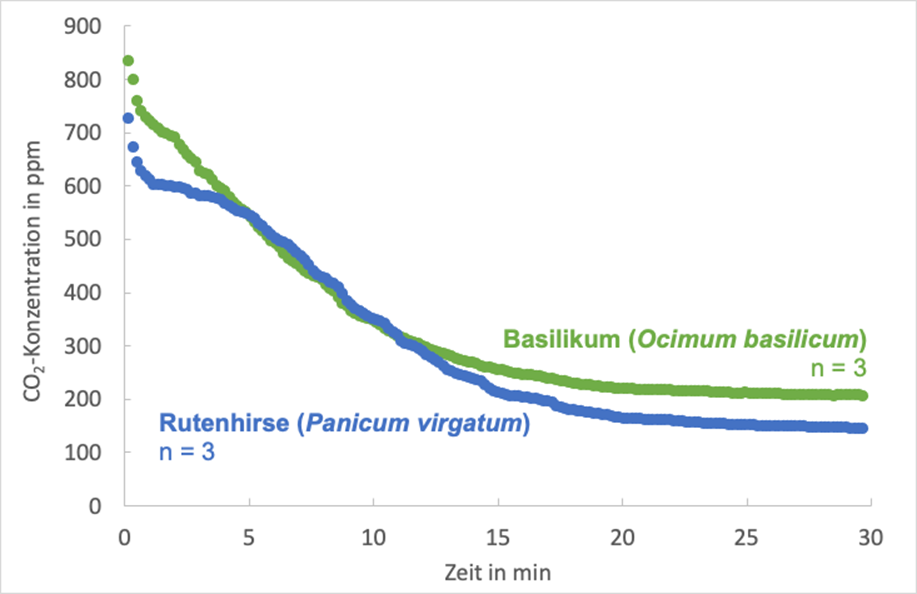 900
800
700
600
500
400
300
200
100
0
CO₂-Konzentration in ppm
Basilikum (Ocimum basilicum)
n = 3
Rutenhirse (Panicum virgatum)
n = 3
0 5 10 15 20 25 30
Zeit in min